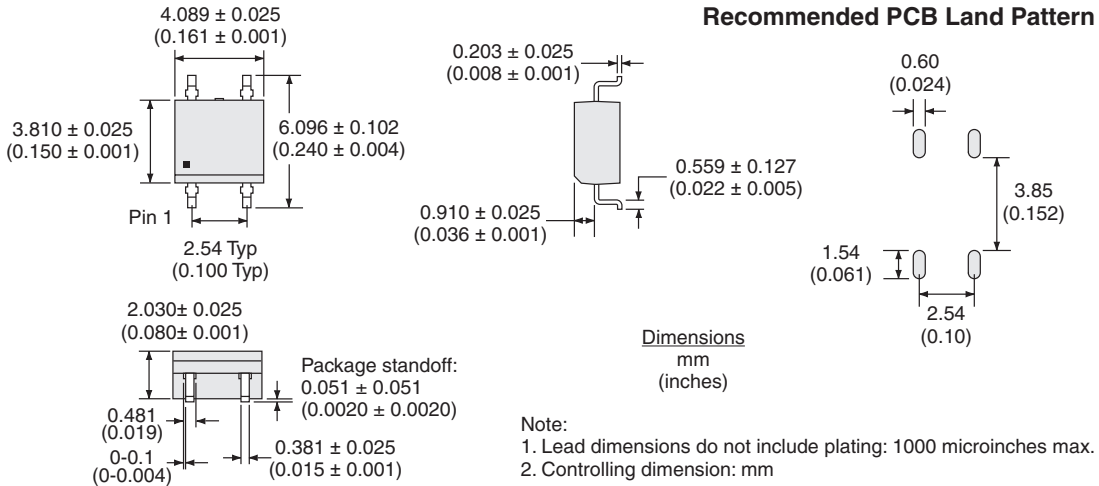 Recommended PCB Land Pattern
4.089 ± 0.025
(0.161 ± 0.001)
3.810 ± 0.025
(0.150 ± 0.001)
6.096 ± 0.102
(0.240 ± 0.004)
Pin 1
2.54 Typ
(0.100 Typ)
0.203 ± 0.025
(0.008 ± 0.001)
0.559 ± 0.127
(0.022 ± 0.005)
0.910 ± 0.025
(0.036 ± 0.001)
0.60
(0.024)
3.85
(0.152)
1.54
(0.061)
2.54
(0.10)
2.030± 0.025
(0.080± 0.001)
Package standoff:
0.051 ± 0.051
(0.0020 ± 0.0020)
0.481
(0.019)
0-0.1
(0-0.004)
0.381 ± 0.025
(0.015 ± 0.001)
Dimensions
mm
(inches)
Note:
1. Lead dimensions do not include plating: 1000 microinches max.
2. Controlling dimension: mm